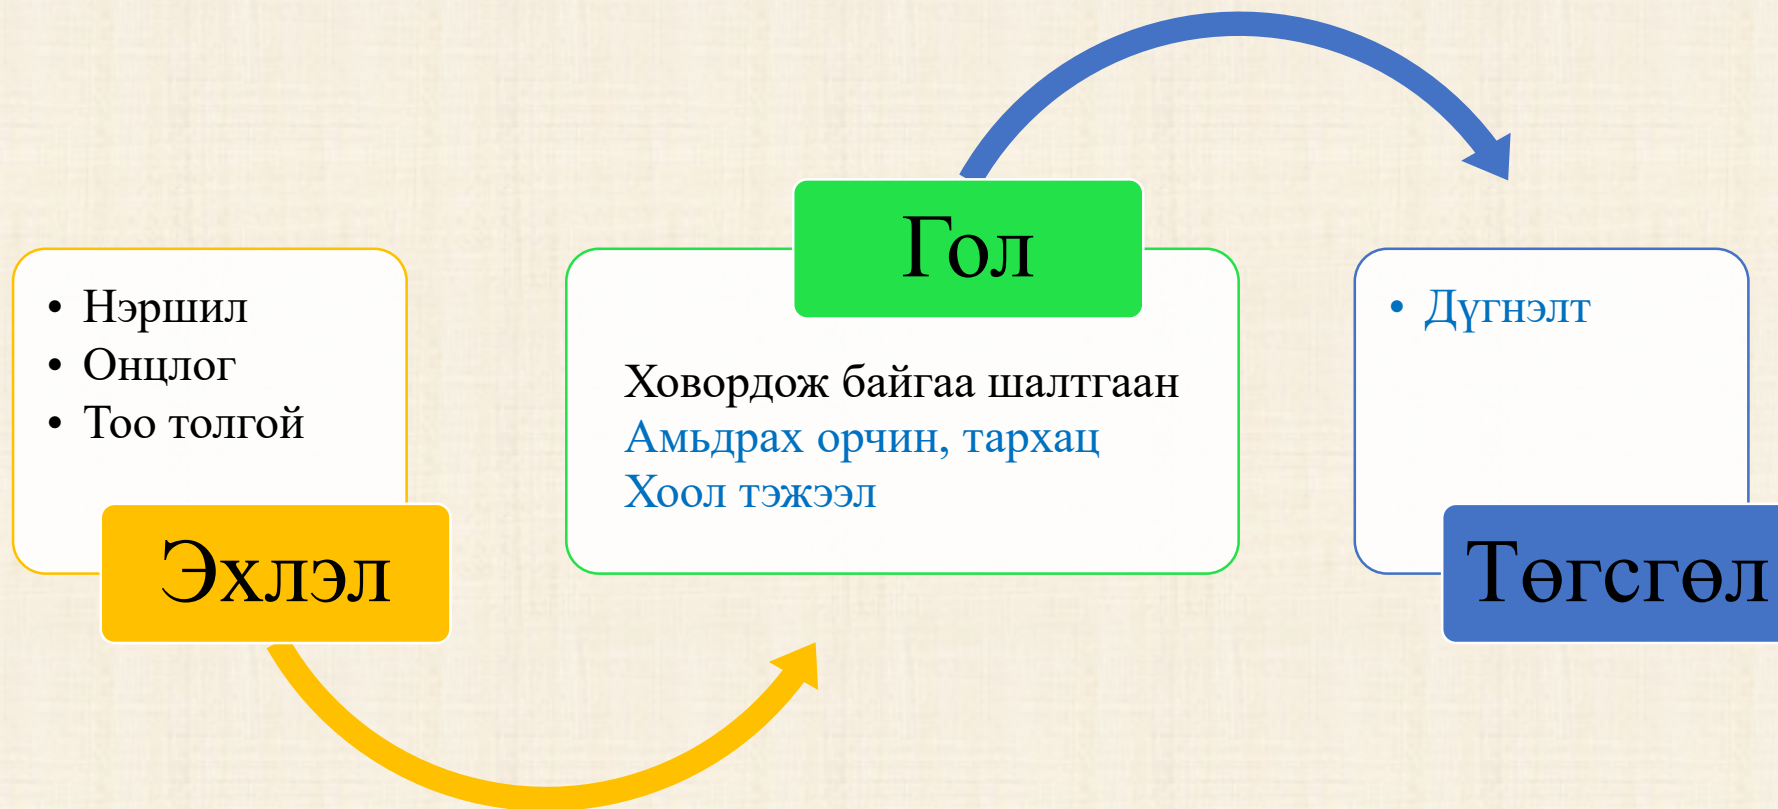 • Нэршил
• Онцлог
• Тоо толгой
Эхлэл
Гол
Ховордож байгаа шалтгаан
Амьдрах орчин, тархац
Хоол тэжээл
• Дүгнэлт
Төгсгөл